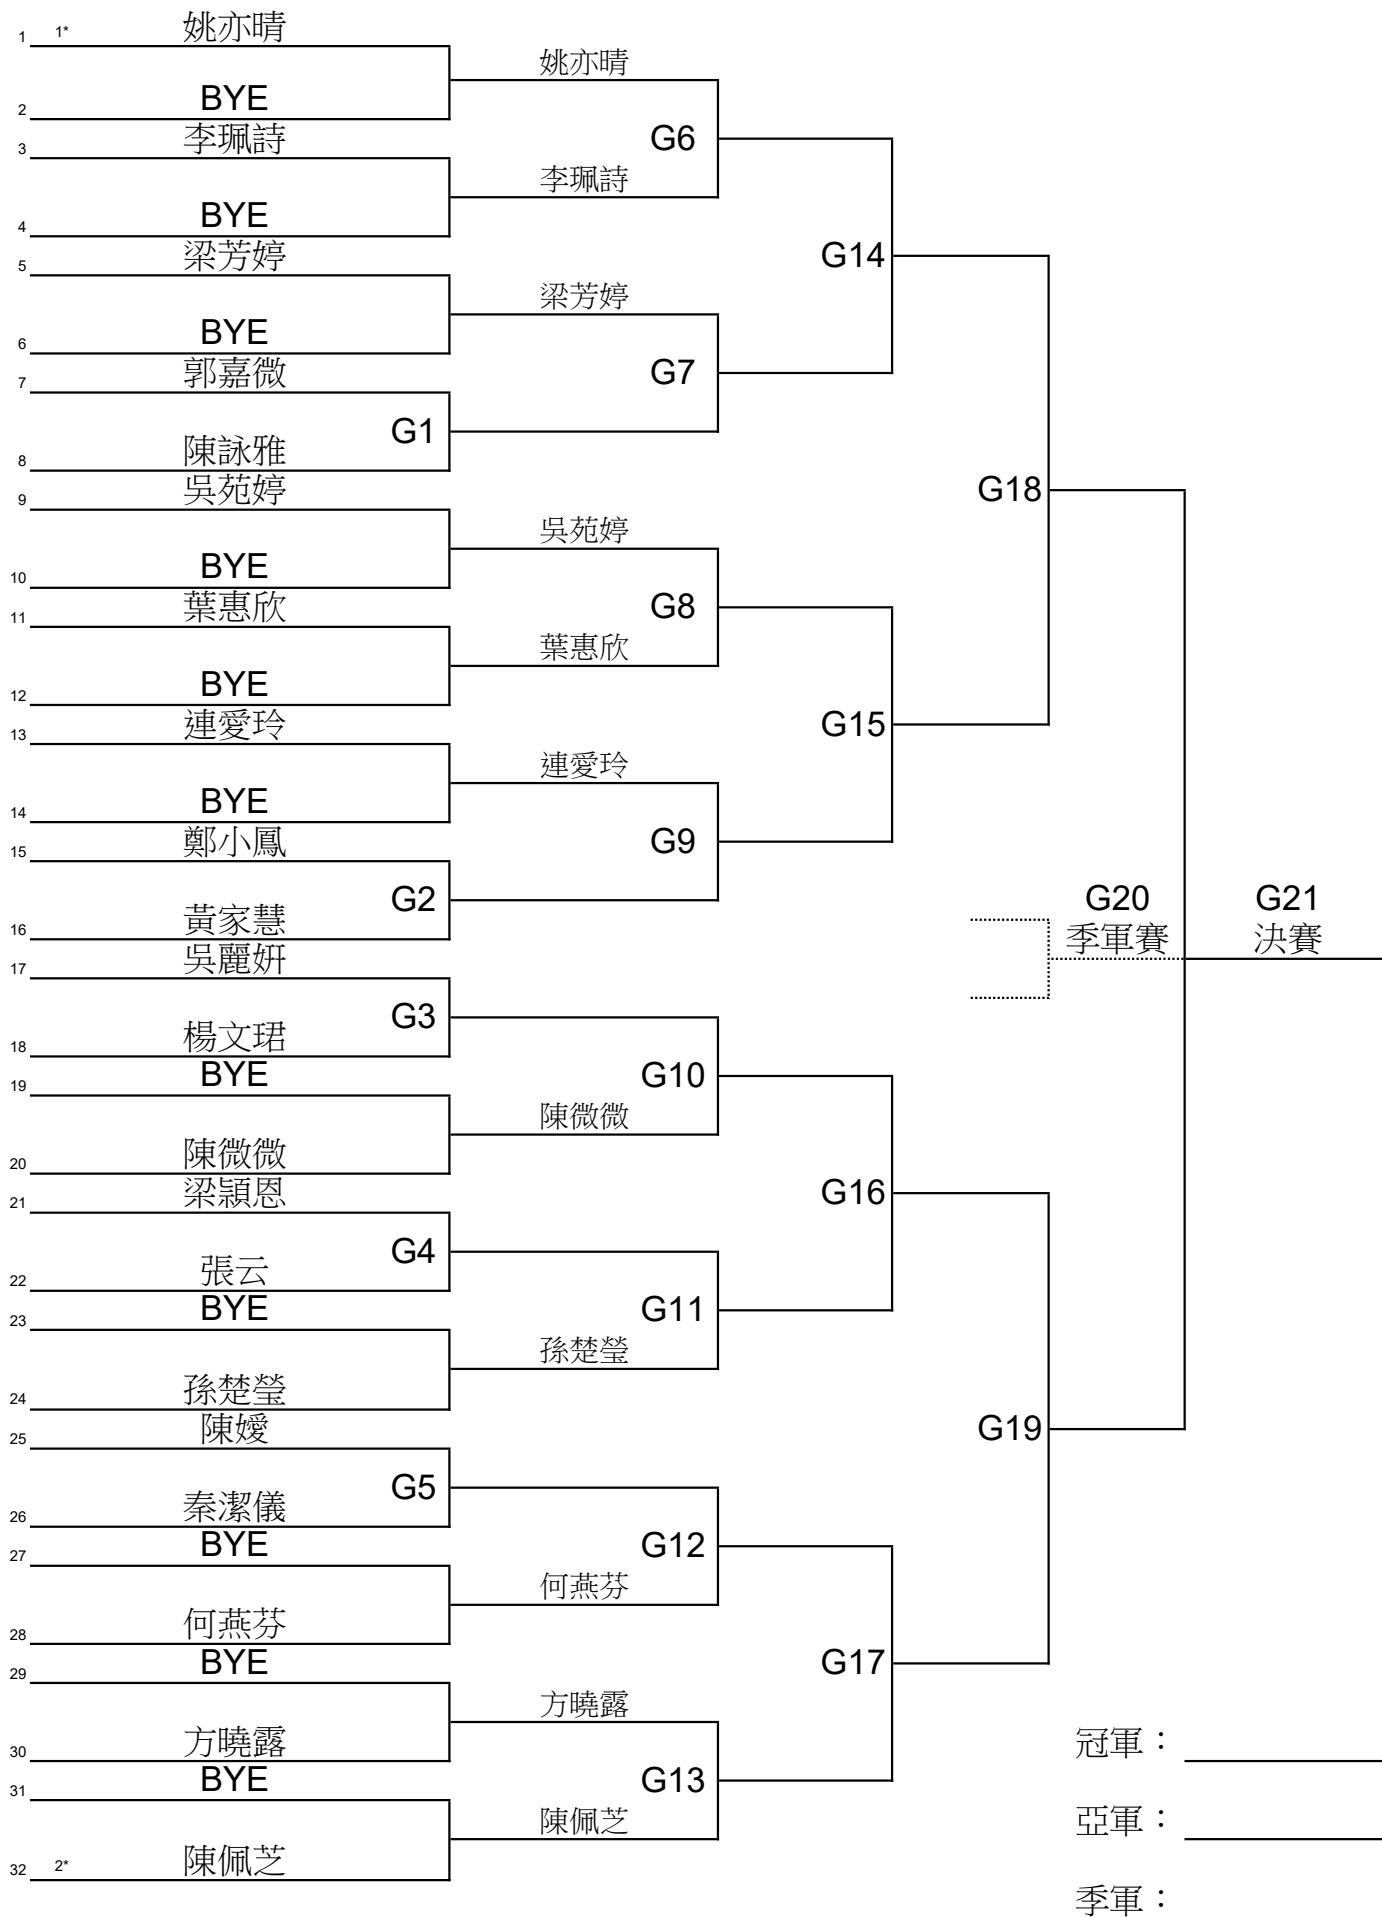 1 1* 姚亦晴
姚亦晴
2 BYE
3 李珮詩
G6
李珮詩
4 BYE
G14
5 梁芳婷
梁芳婷
6 BYE
7 郭嘉微
G7
G1
8 陳詠雅
9 吳苑婷
G18
吳苑婷
10 BYE
11 葉惠欣
G8
葉惠欣
12 BYE
G15
13 連愛玲
連愛玲
14 BYE
15 鄭小鳳
G9
G2
16 黃家慧
G20 G21
季軍賽 決賽
17 吳麗妍
G3
18 楊文珺
19 BYE
G10
陳微微
20 陳微微
G16
21 梁頴恩
G4
22 張云
23 BYE
G11
孫楚瑩
24 孫楚瑩
25 陳嬡
G19
G5
26 秦潔儀
27 BYE
G12
何燕芬
28 何燕芬
G17
29 BYE
方曉露
30 方曉露
冠軍：
31 BYE
G13
陳佩芝
亞軍：
32 2* 陳佩芝
季軍：